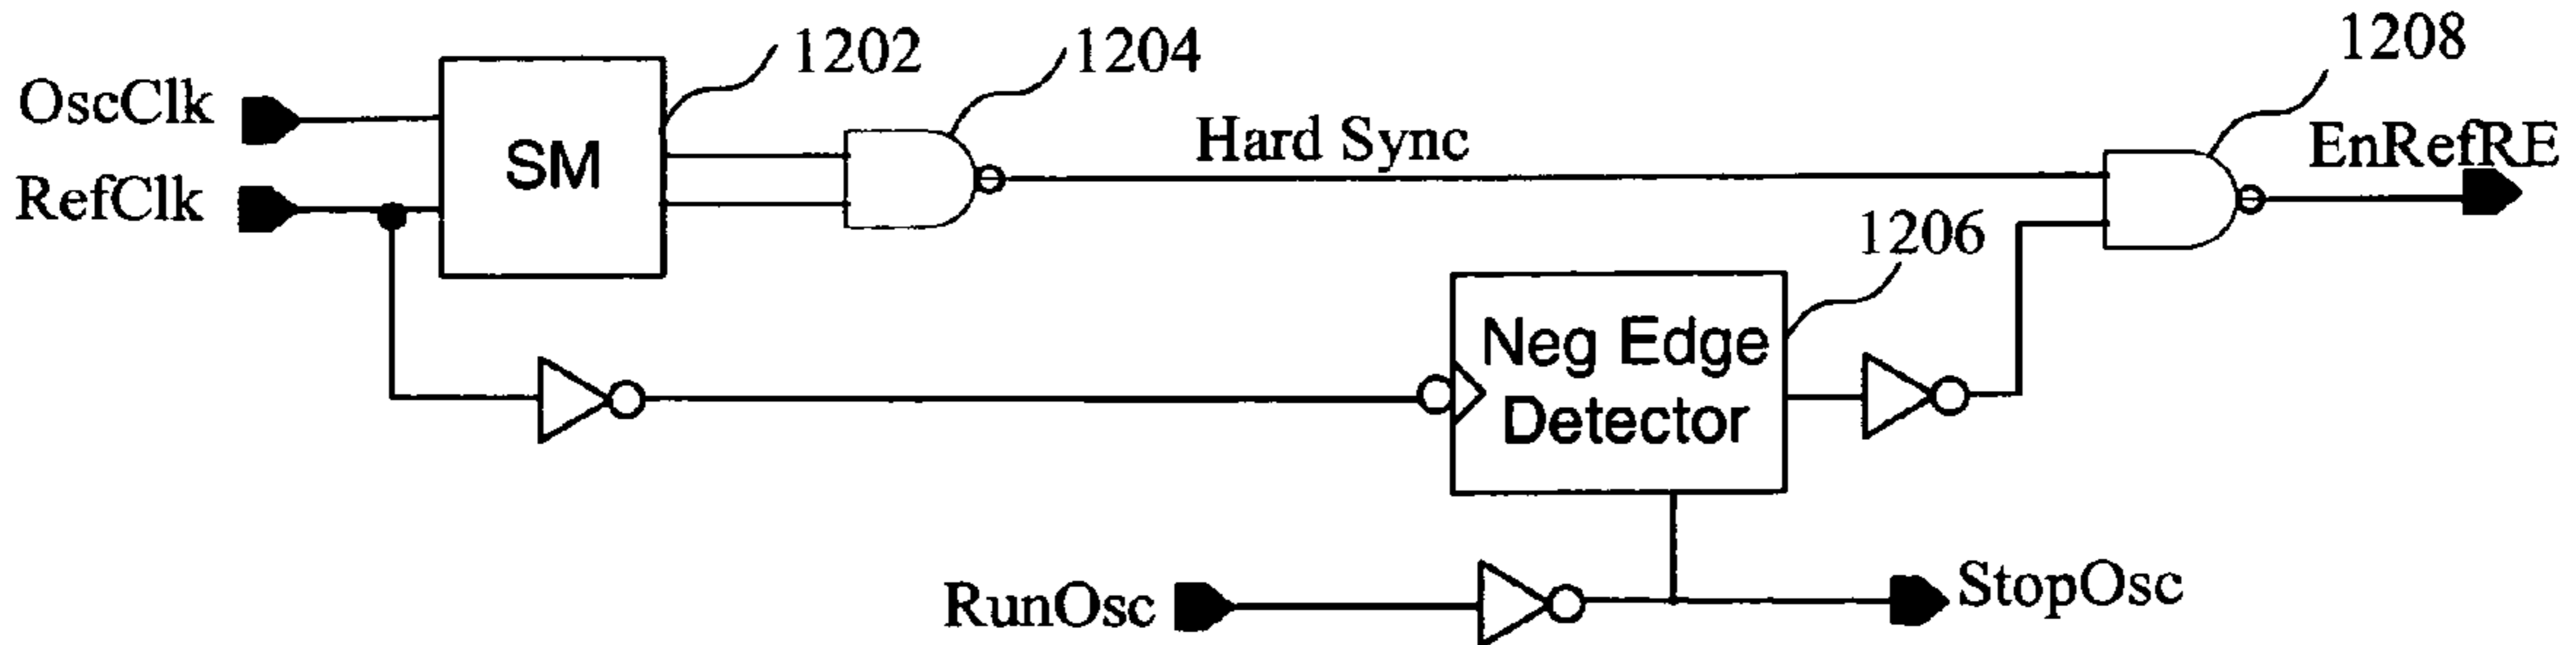 1202
1204
1208
OscClk
SM
Hard Sync
EnRefRE
RefClk
1206
Neg Edge
Detector
RunOsc
StopOsc